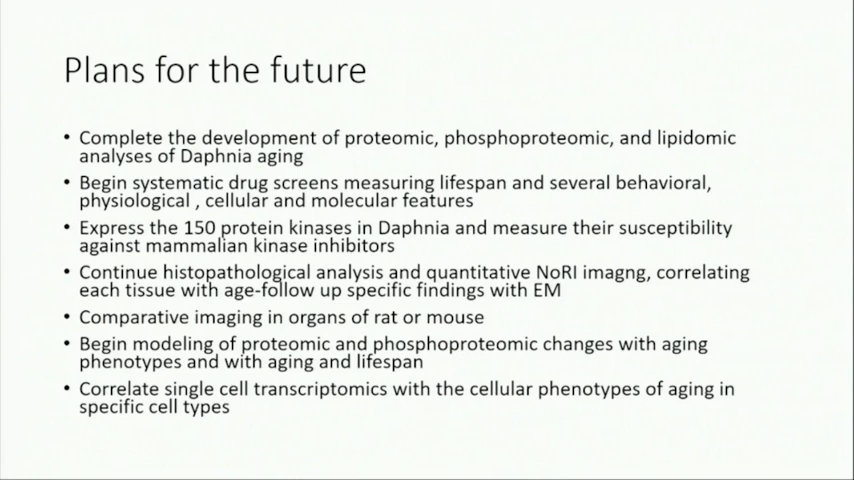 Plans for the future
• Complete the development of proteomic, phosphoproteomic, and lipidomic
analyses of Daphnia aging
• Begin systematic drug screens measuring lifespan and several behavioral,
physiological , cellular and molecular features
• Express the 150 protein kinases in Daphnia and measure their susceptibility
against mammalian kinase inhibitors
• Continue histopathological analysis and quantitative NoRI imagng, correlating
each tissue with age-follow up specific findings with EM
• Comparative imaging in organs of rat or mouse
• Begin modeling of proteomic and phosphoproteomic changes with aging
phenotypes and with aging and lifespan
• Correlate single cell transcriptomics with the cellular phenotypes of aging in
specific cell types